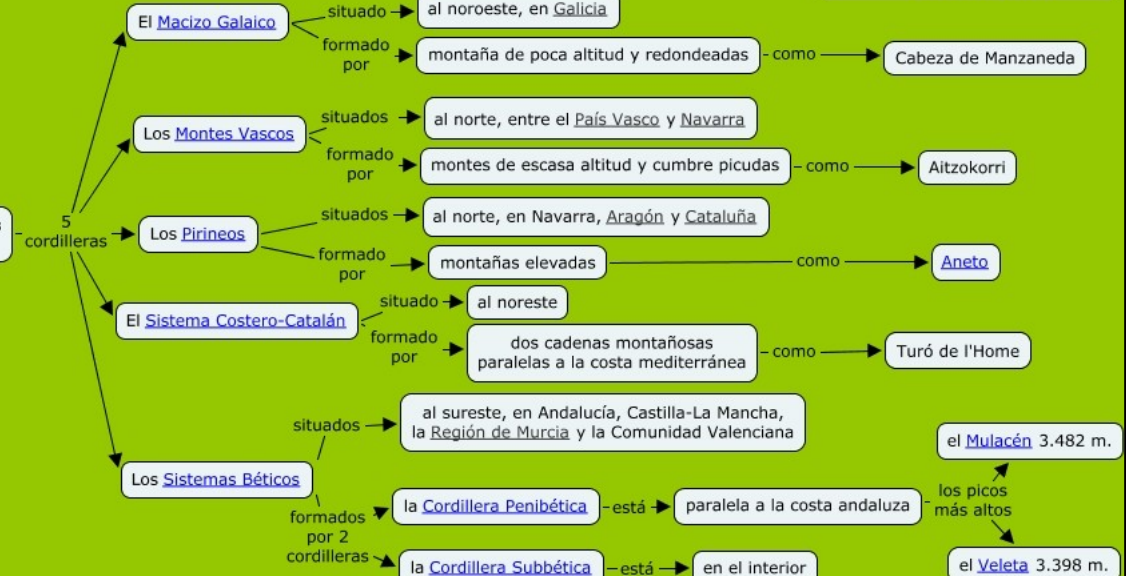 5
cordilleras
El Macizo Galaico
situado
al noroeste, en Galicia
formado
por
montaña de poca altitud y redondeadas
como
Cabeza de Manzaneda
Los Montes Vascos
situados
al norte, entre el País Vasco y Navarra
formado
por
montes de escasa altitud y cumbre picudas
como
Aitzokorri
Los Pirineos
situados
al norte, en Navarra, Aragón y Cataluña
formado
por
montañas elevadas
como
Aneto
El Sistema Costero-Catalán
situado
al noreste
formado
por
dos cadenas montañosas
paralelas a la costa mediterránea
como
Turó de l'Home
Los Sistemas Béticos
situados
al sureste, en Andalucía, Castilla-La Mancha,
la Región de Murcia y la Comunidad Valenciana
formados
por 2
cordilleras
la Cordillera Penibética
está
paralela a la costa andaluza
los picos
más altos
el Mulacén 3.482 m.
el Veleta 3.398 m.
la Cordillera Subbética
está
en el interior